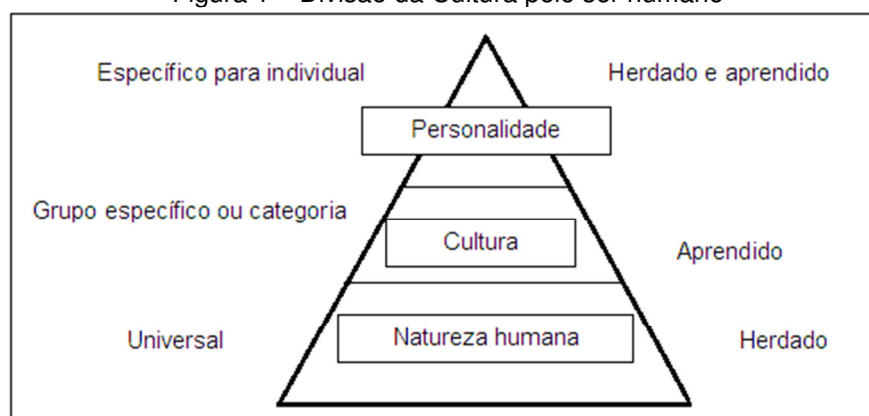 Figura – Divisão da Cultura pelo ser humano
Específico para individual
Herdado e aprendido
Personalidade
Grupo específico ou categoria
Cultura
Aprendido
Universal
Natureza humana
Herdado